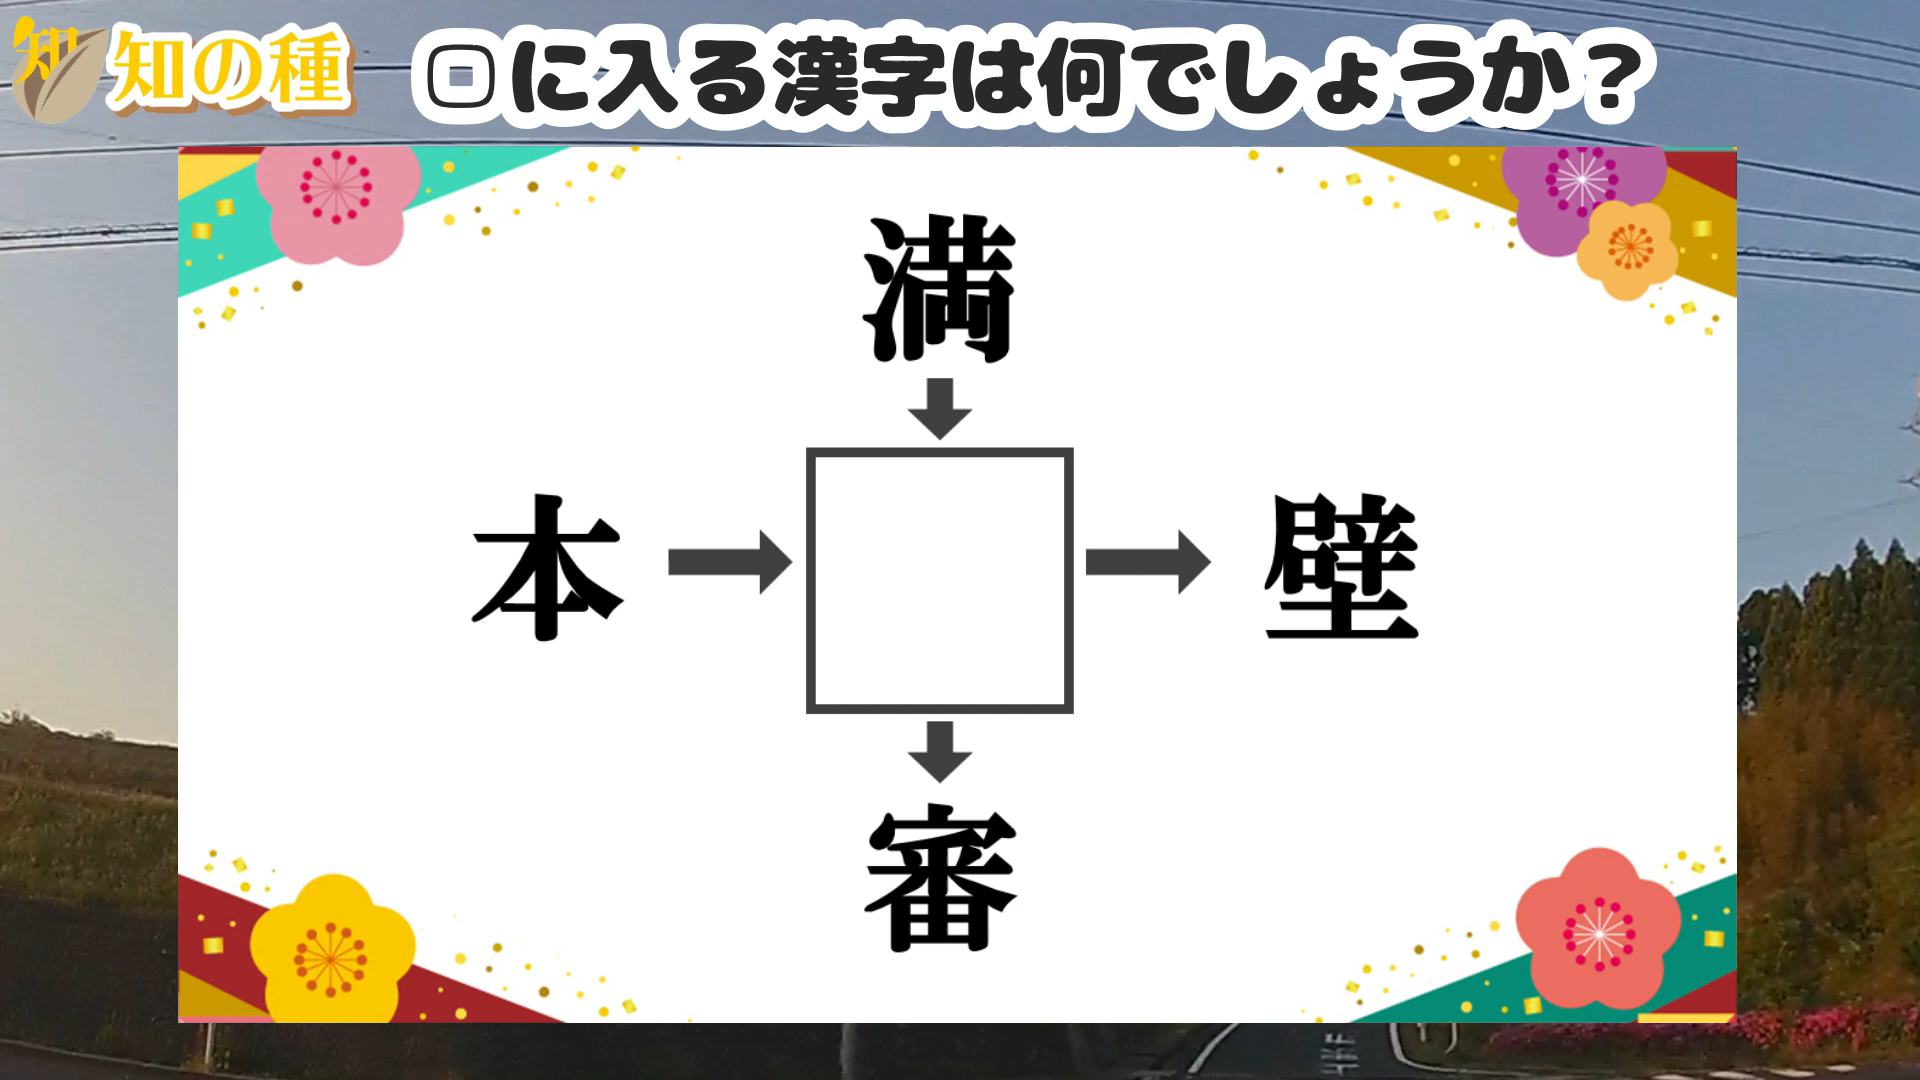 知 知の種 □に入る漢字は何でしょうか？
満
本 → □ → 壁
審